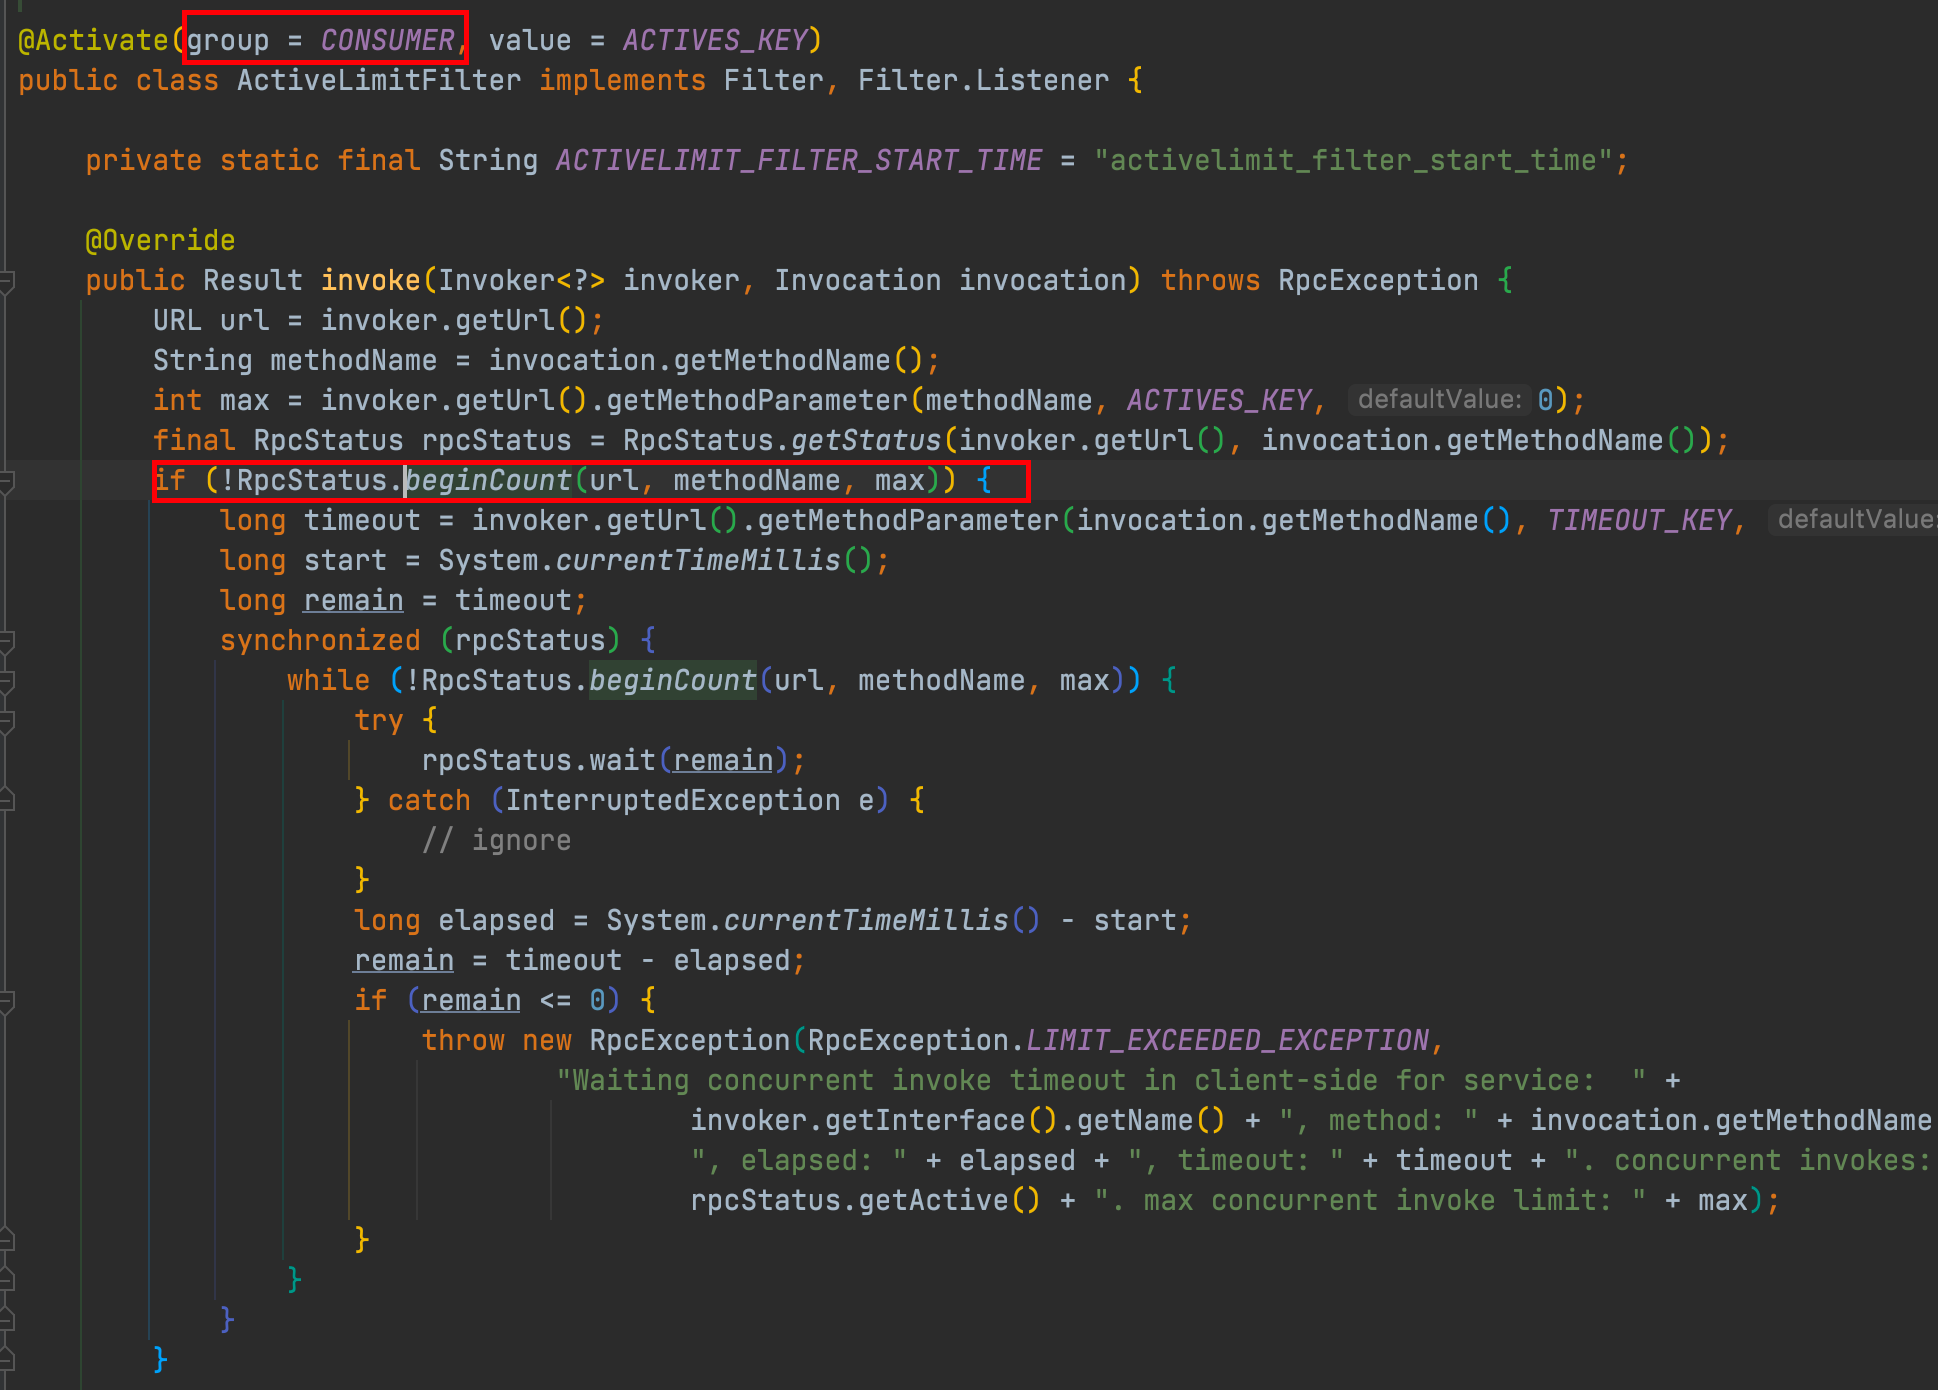 @Activate(group = CONSUMER, value = ACTIVES_KEY)
public class ActiveLimitFilter implements Filter, Filter.Listener {
private static final String ACTIVELIMIT_FILTER_START_TIME = "activelimit_filter_start_time";
@Override
public Result invoke(Invoker<?> invoker, Invocation invocation) throws RpcException {
URL url = invoker.getUrl();
String methodName = invocation.getMethodName();
int max = invoker.getUrl().getMethodParameter(methodName, ACTIVES_KEY, defaultValue: 0);
final RpcStatus rpcStatus = RpcStatus.getStatus(invoker.getUrl(), invocation.getMethodName());
if (!RpcStatus.beginCount(url, methodName, max)) {
long timeout = invoker.getUrl().getMethodParameter(invocation.getMethodName(), TIMEOUT_KEY, defaultValue:
long start = System.currentTimeMillis();
long remain = timeout;
synchronized (rpcStatus) {
while (!RpcStatus.beginCount(url, methodName, max)) {
try {
rpcStatus.wait(remain);
} catch (InterruptedException e) {
// ignore
}
long elapsed = System.currentTimeMillis() - start;
remain = timeout - elapsed;
if (remain <= 0) {
throw new RpcException(RpcException.LIMIT_EXCEEDED_EXCEPTION,
"Waiting concurrent invoke timeout in client-side for service:  " +
invoker.getInterface().getName() + ", method: " + invocation.getMethodName
", elapsed: " + elapsed + ", timeout: " + timeout + ". concurrent invokes:
rpcStatus.getActive() + ". max concurrent invoke limit: " + max);
}
}
}
}